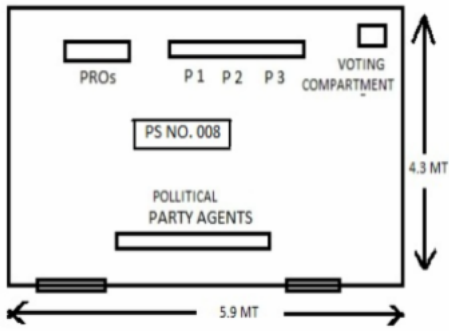 PROs
P 1 P 2 P 3
VOTING
COMPARTMENT
PS NO. 008
4.3 MT
POLLITICAL
PARTY AGENTS
5.9 MT